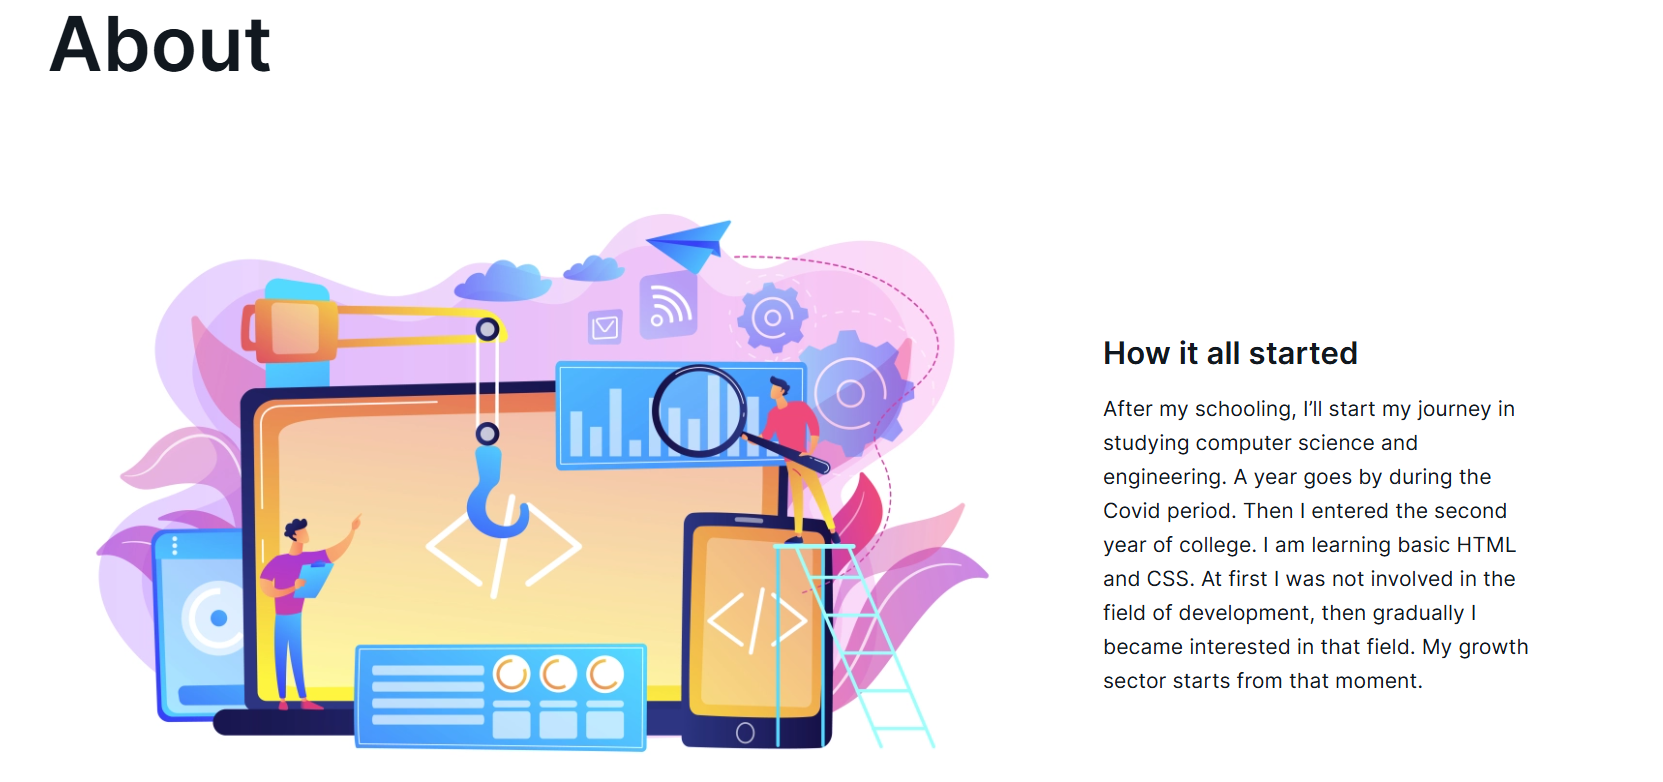 About
How it all started
After my schooling, I’ll start my journey in
studying computer science and
engineering. A year goes by during the
Covid period. Then I entered the second
year of college. I am learning basic HTML
and CSS. At first I was not involved in the
field of development, then gradually I
became interested in that field. My growth
sector starts from that moment.